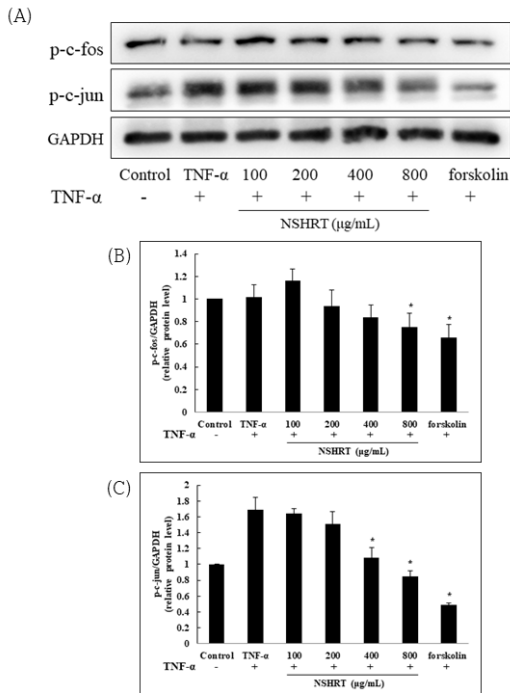 (A)
p-c-fos
p-c-jun
GAPDH
Control TNF-α 100 200 400 800 forskolin
TNF-α - + + + + + +
NSHRT (μg/mL)
(B)
p-c-fos/GAPDH
(relative protein level)
1.4
1.2
1
0.8
0.6
0.4
0.2
0
* *
Control TNF-α 100 200 400 800 forskolin
TNF-α - + + + + + +
NSHRT (μg/mL)
(C)
p-c-jun/GAPDH
(relative protein level)
2
1.8
1.6
1.4
1.2
1
0.8
0.6
0.4
0.2
0
* * *
Control TNF-α 100 200 400 800 forskolin
TNF-α - + + + + + +
NSHRT (μg/mL)